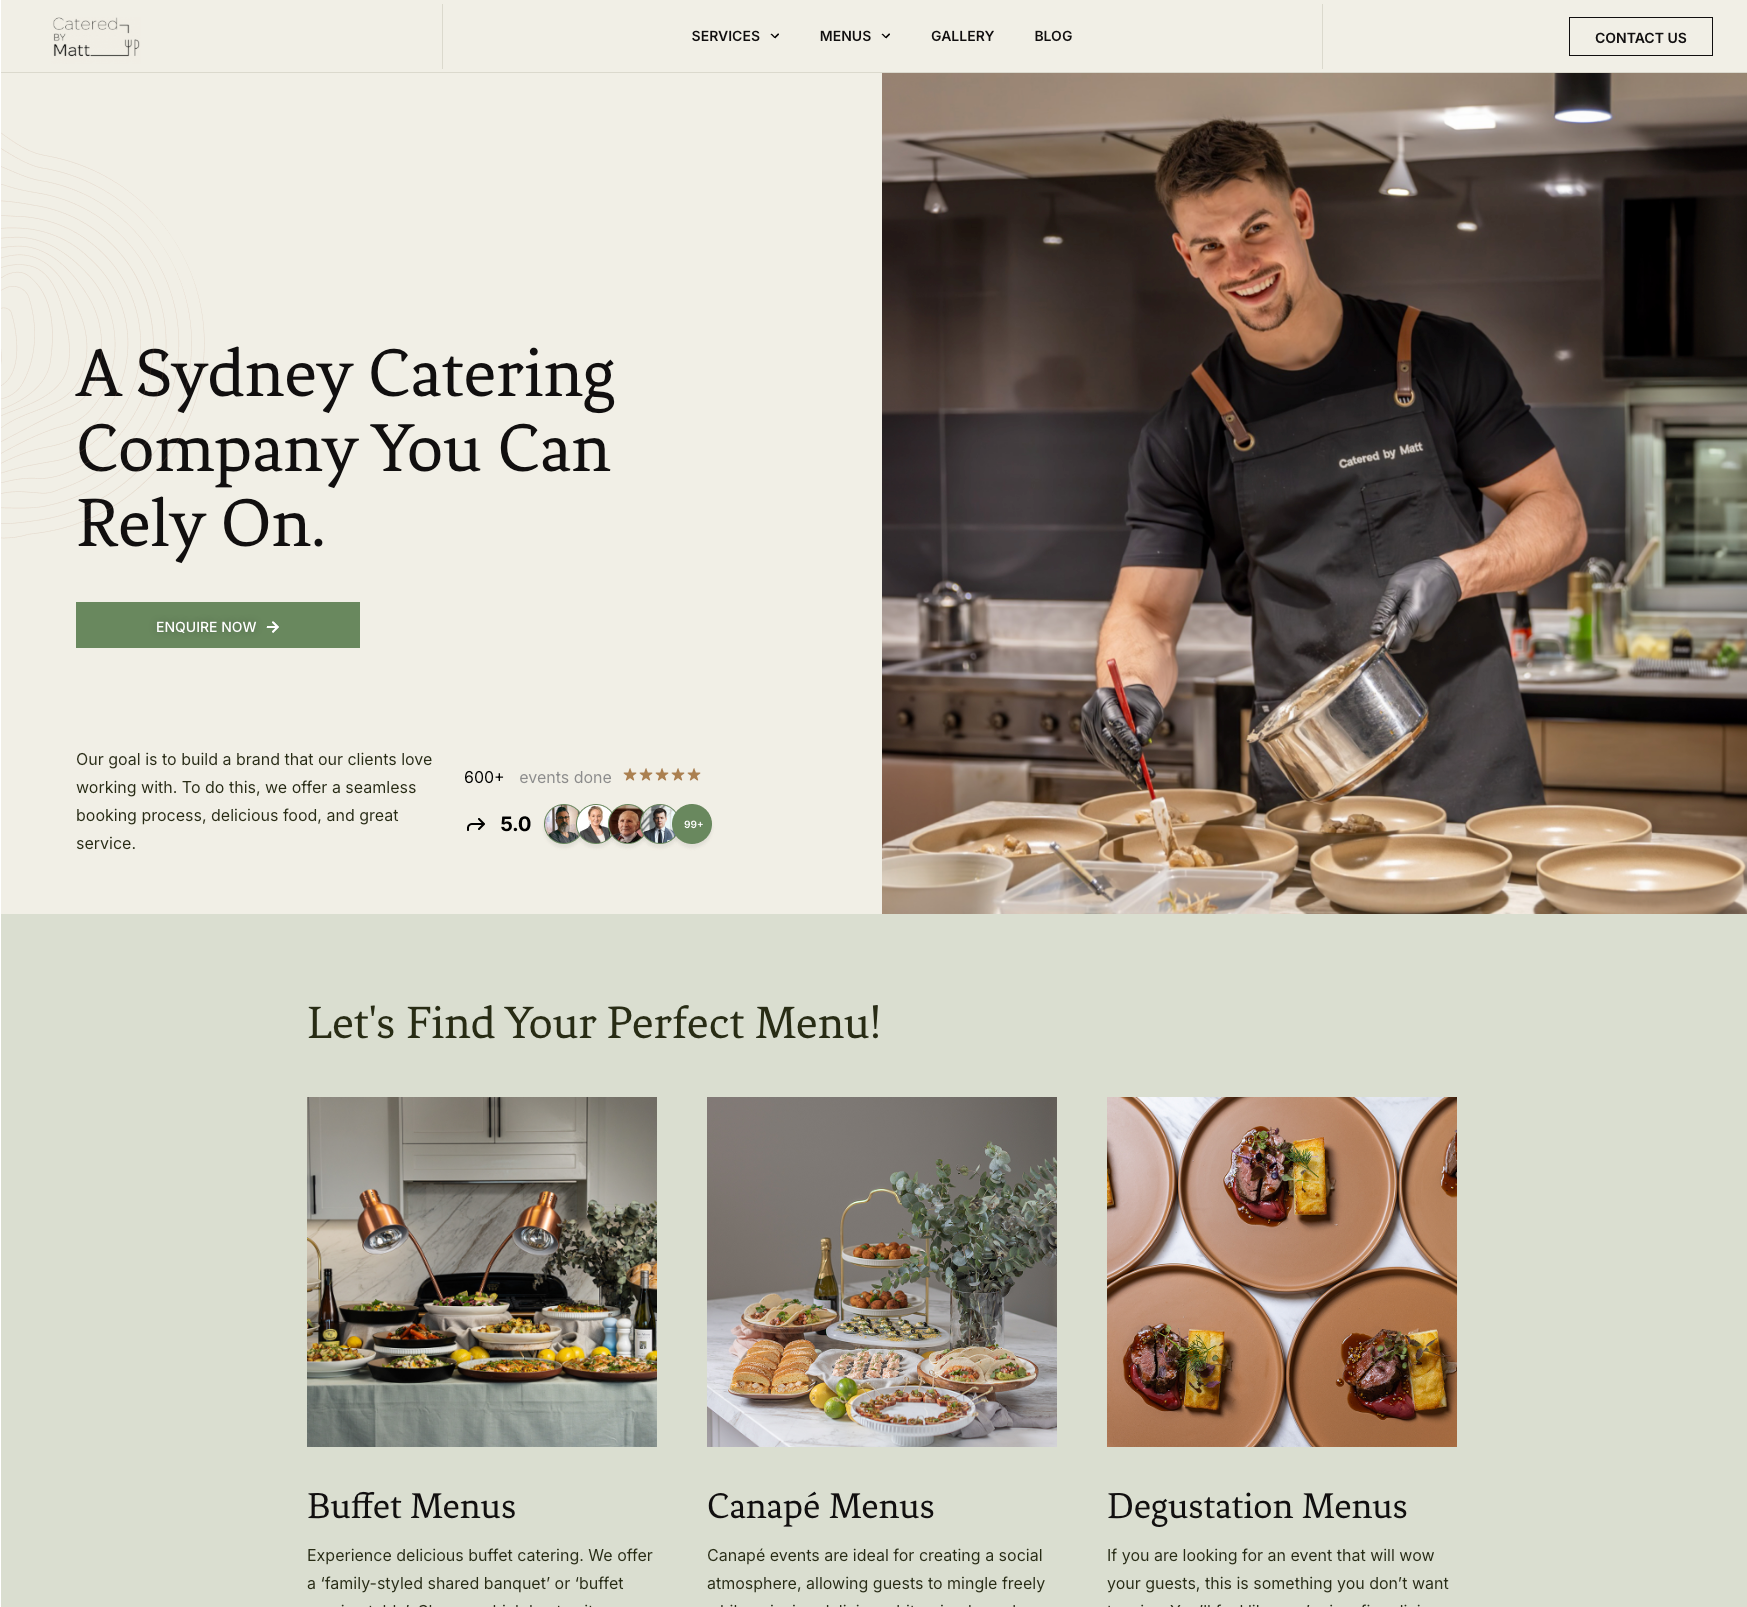 Catered
BY
Matt
SERVICES
MENUS
GALLERY
BLOG
CONTACT US
A Sydney Catering
Company You Can
Rely On.
ENQUIRE NOW
Our goal is to build a brand that our clients love
working with. To do this, we offer a seamless
booking process, delicious food, and great
service.
600+ events done
5.0
99+
Catered by Matt
Let's Find Your Perfect Menu!
Buffet Menus
Experience delicious buffet catering. We offer
a ‘family-styled shared banquet’ or ‘buffet
Canapé Menus
Canapé events are ideal for creating a social
atmosphere, allowing guests to mingle freely
Degustation Menus
If you are looking for an event that will wow
your guests, this is something you don’t want